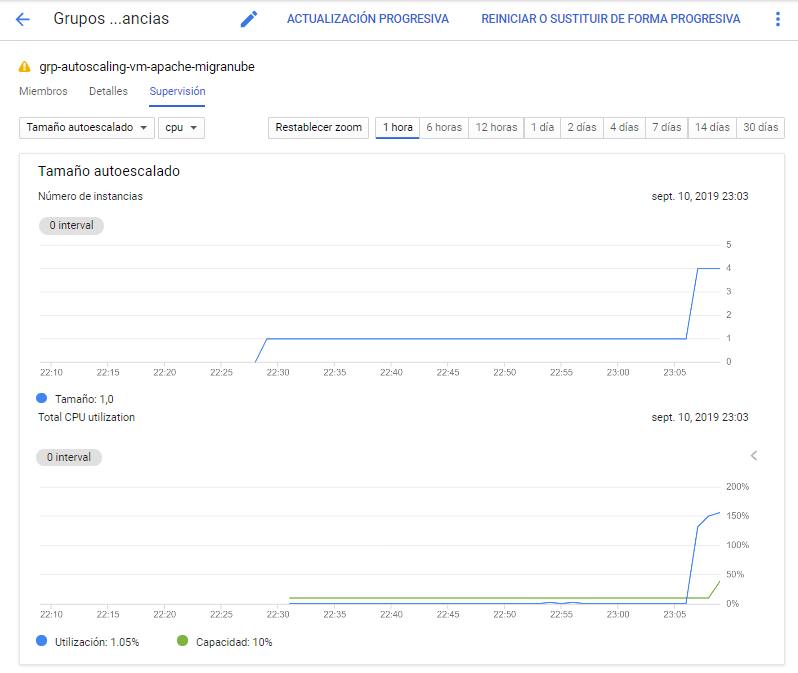 Grupos ...ancias ACTUALIZACIÓN PROGRESIVA REINICIAR O SUSTITUIR DE FORMA PROGRESIVA
grp-autoscaling-vm-apache-migranube
Miembros Detalles Supervisión
Tamaño autoescalado cpu Restablecer zoom 1 hora 6 horas 12 horas 1 día 2 días 4 días 7 días 14 días 30 días
Tamaño autoescalado
Número de instancias sept. 10, 2019 23:03
0 interval
5
4
3
2
1
0
22:10 22:15 22:20 22:25 22:30 22:35 22:40 22:45 22:50 22:55 23:00 23:05
Tamaño: 1,0
Total CPU utilization sept. 10, 2019 23:03
0 interval
200%
150%
100%
50%
0%
22:10 22:15 22:20 22:25 22:30 22:35 22:40 22:45 22:50 22:55 23:00 23:05
Utilización: 1.05% Capacidad: 10%